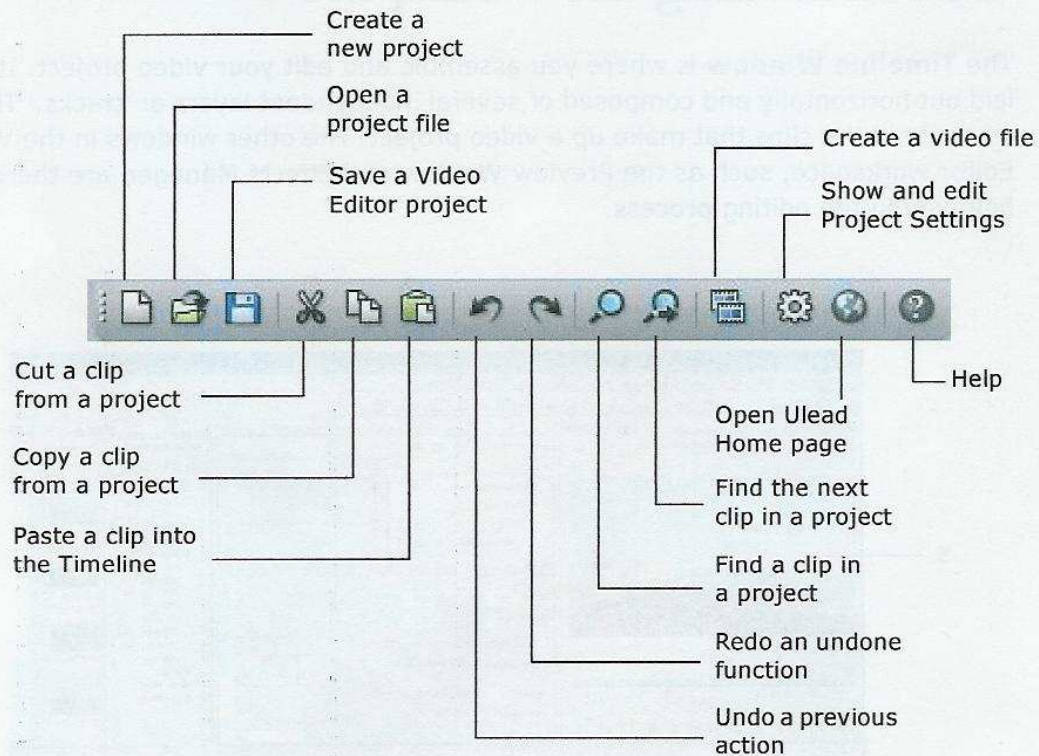 Create a
new project
Open a
project file
Save a Video
Editor project
Create a video file
Show and edit
Project Settings
Cut a clip
from a project
Copy a clip
from a project
Paste a clip into
the Timeline
Help
Open Ulead
Home page
Find the next
clip in a project
Find a clip in
a project
Redo an undone
function
Undo a previous
action